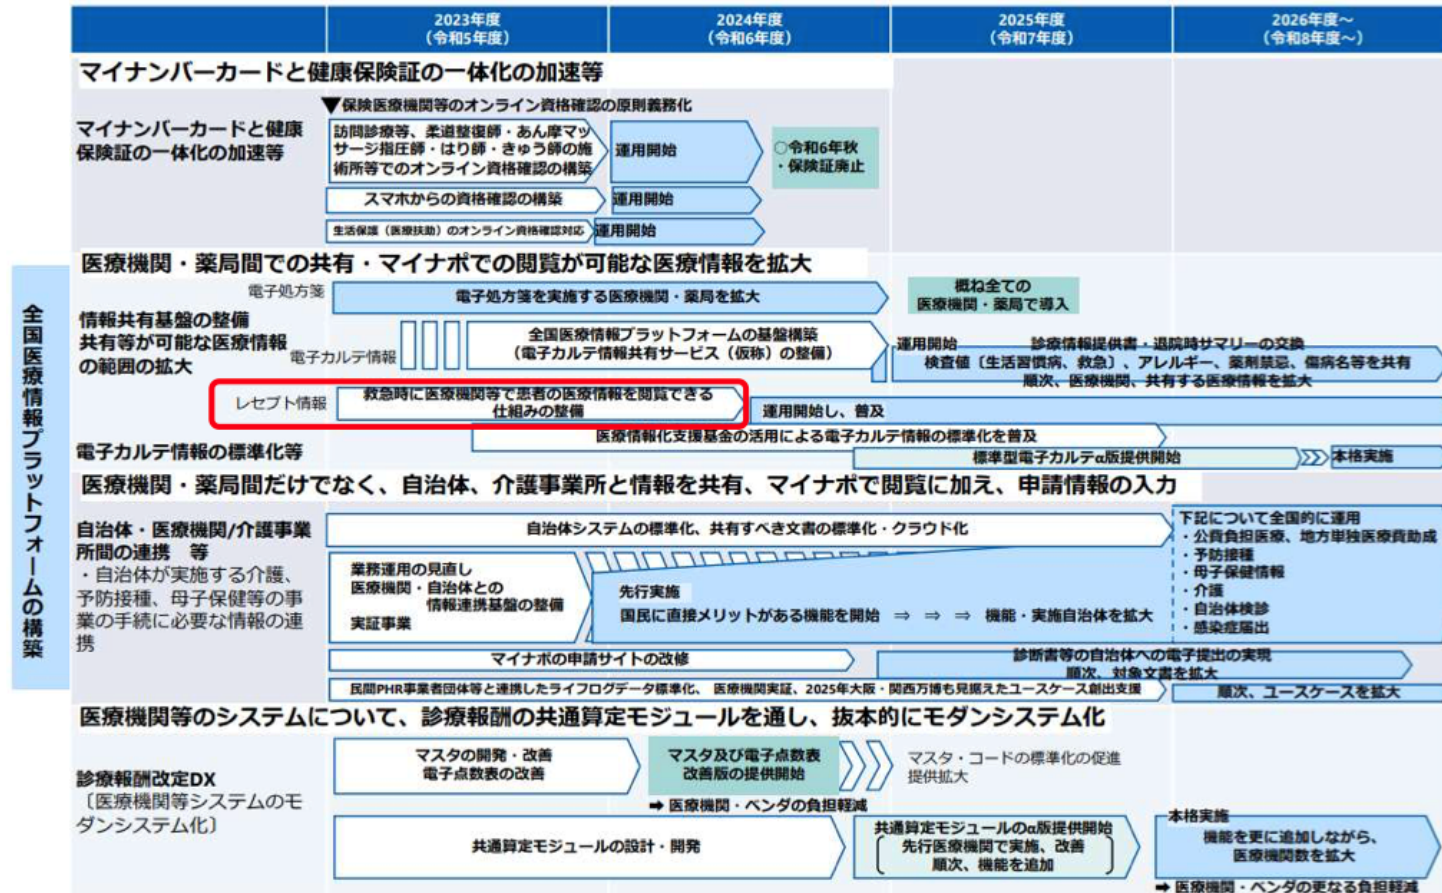 2023年度
（令和5年度）
2024年度
（令和6年度）
2025年度
（令和7年度）
2026年度～
（令和8年度～）
全国医療情報プラットフォームの構築
マイナンバーカードと健康保険証の一体化の加速等
▼保険医療機関等のオンライン資格確認の原則義務化
マイナンバーカードと健康
保険証の一体化の加速等
訪問診療等、柔道整復師・あん摩マッ
サージ指圧師・はり師・きゅう師の施
術所等でのオンライン資格確認の構築
運用開始
○令和6年秋
・保険証廃止
スマホからの資格確認の構築
運用開始
生活保護（医療扶助）のオンライン資格確認対応
運用開始
医療機関・薬局間での共有・マイナポでの閲覧が可能な医療情報を拡大
電子処方箋
電子処方箋を実施する医療機関・薬局を拡大
概ね全ての
医療機関・薬局で導入
情報共有基盤の整備
共有等が可能な医療情報
の範囲の拡大
電子カルテ情報
全国医療情報プラットフォームの基盤構築
（電子カルテ情報共有サービス（仮称）の整備）
運用開始
診療情報提供書・退院時サマリーの交換
検査値〔生活習慣病、救急〕、アレルギー、薬剤禁忌、傷病名等を共有
順次、医療機関、共有する医療情報を拡大
レセプト情報
救急時に医療機関等で患者の医療情報を閲覧できる
仕組みの整備
運用開始し、普及
電子カルテ情報の標準化等
医療情報化支援基金の活用による電子カルテ情報の標準化を普及
標準型電子カルテα版提供開始
本格実施
医療機関・薬局間だけでなく、自治体、介護事業所と情報を共有、マイナポで閲覧に加え、申請情報の入力
自治体・医療機関/介護事業
所間の連携　等
・自治体が実施する介護、
予防接種、母子保健等の事
業の手続に必要な情報の連
携
自治体システムの標準化、共有すべき文書の標準化・クラウド化
業務運用の見直し
医療機関・自治体との
情報連携基盤の整備
実証事業
先行実施
国民に直接メリットがある機能を開始　⇒　⇒　⇒　機能・実施自治体を拡大
下記について全国的に運用
・公費負担医療、地方単独医療費助成
・予防接種
・母子保健情報
・介護
・自治体検診
・感染症届出
マイナポの申請サイトの改修
診断書等の自治体への電子提出の実現
順次、対象文書を拡大
民間PHR事業者団体等と連携したライフログデータ標準化、 医療機関実証、2025年大阪・関西万博も見据えたユースケース創出支援
順次、ユースケースを拡大
医療機関等のシステムについて、診療報酬の共通算定モジュールを通し、抜本的にモダンシステム化
診療報酬改定DX
〔医療機関等システムのモ
ダンシステム化〕
マスタの開発・改善
電子点数表の改善
マスタ及び電子点数表
改善版の提供開始
マスタ・コードの標準化の促進
提供拡大
➡ 医療機関・ベンダの負担軽減
共通算定モジュールの設計・開発
共通算定モジュールのα版提供開始
先行医療機関で実施、改善
順次、機能を追加
本格実施
機能を更に追加しながら、
医療機関数を拡大
➡ 医療機関・ベンダの更なる負担軽減